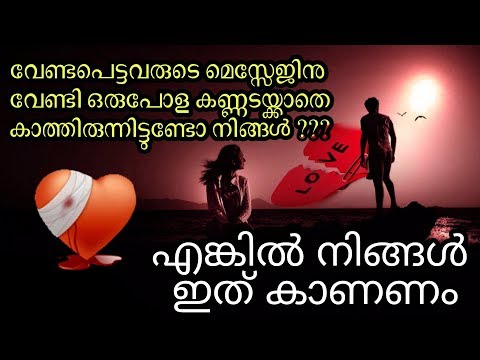 വേണ്ടപെട്ടവരുടെ മെസ്സേജിനു
വേണ്ടി ഒരുപോള കണ്ണടയ്ക്കാതെ
കാത്തിരുന്നിട്ടുണ്ടോ നിങ്ങൾ ???
LOVE
എങ്കിൽ നിങ്ങൾ
ഇത് കാണണം